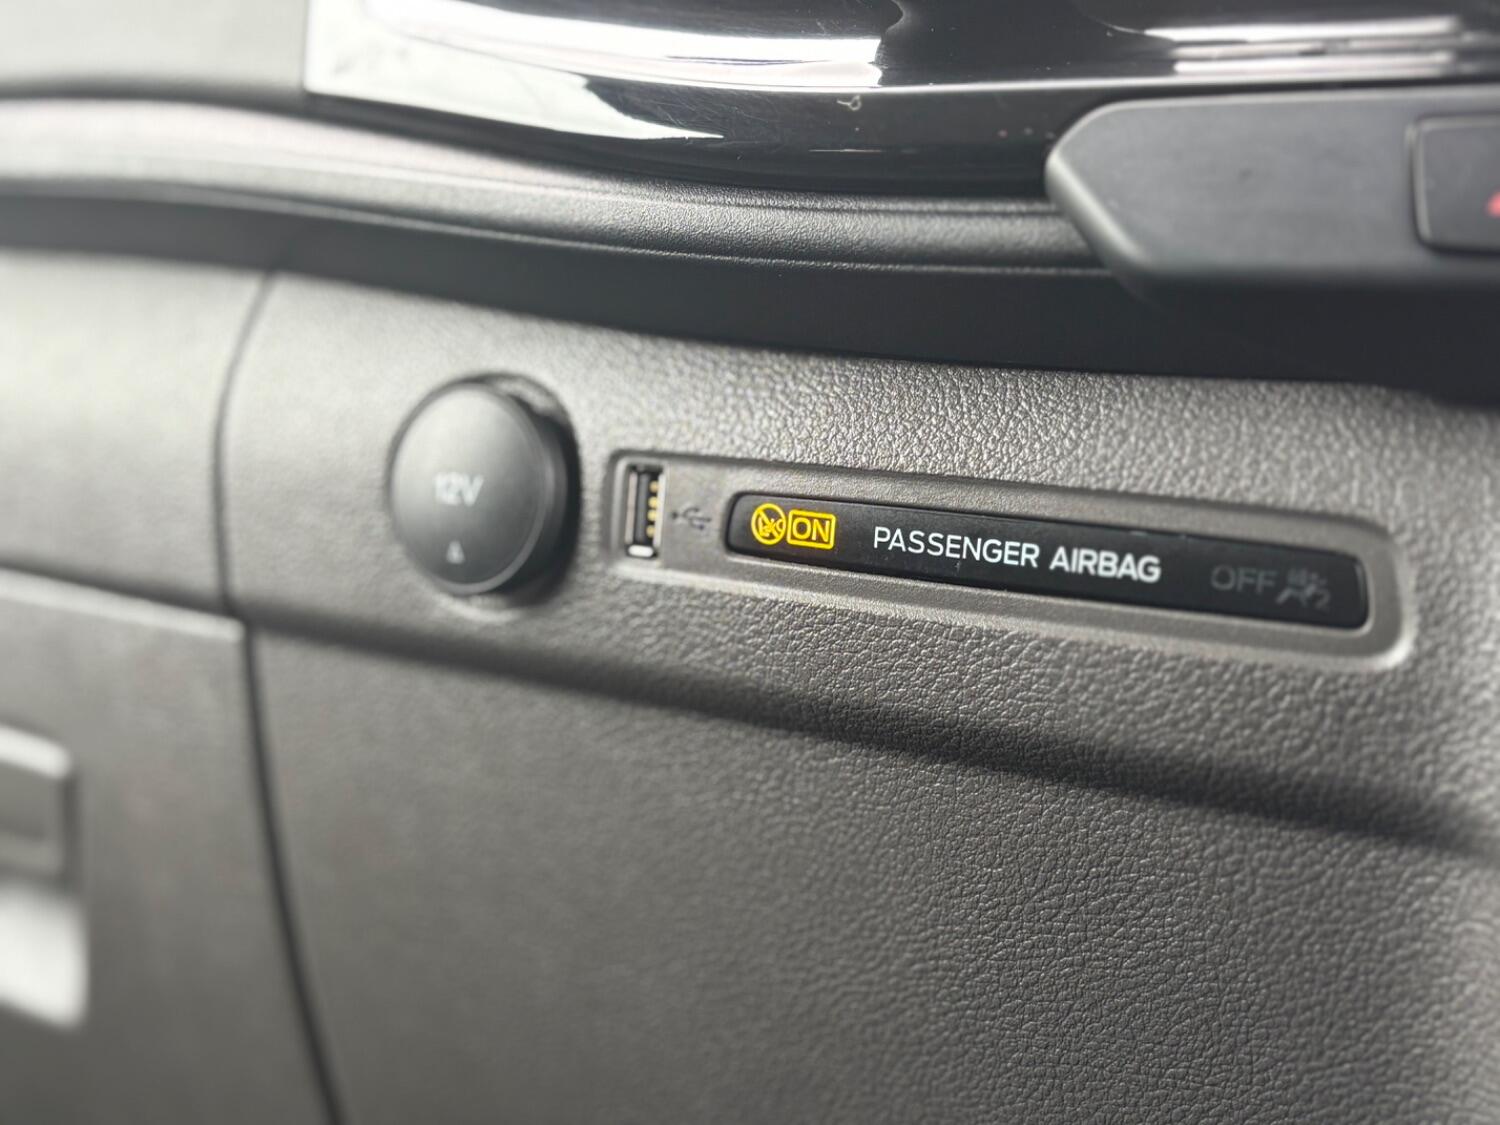 12V
ON PASSENGER AIRBAG OFF